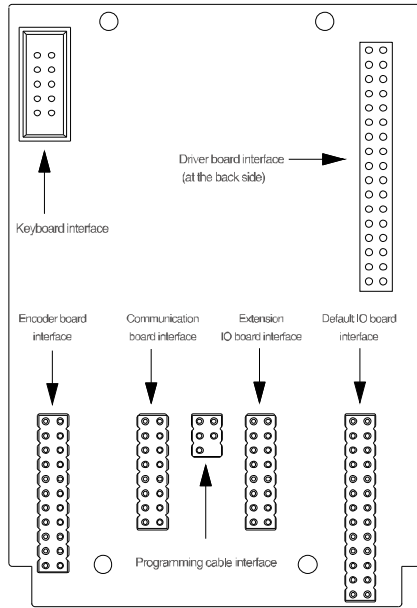 Driver board interface
(at the back side)
Keyboard interface
Encoder board
interface
Communication
board interface
Extension
IO board interface
Default IO board
interface
Programming cable interface